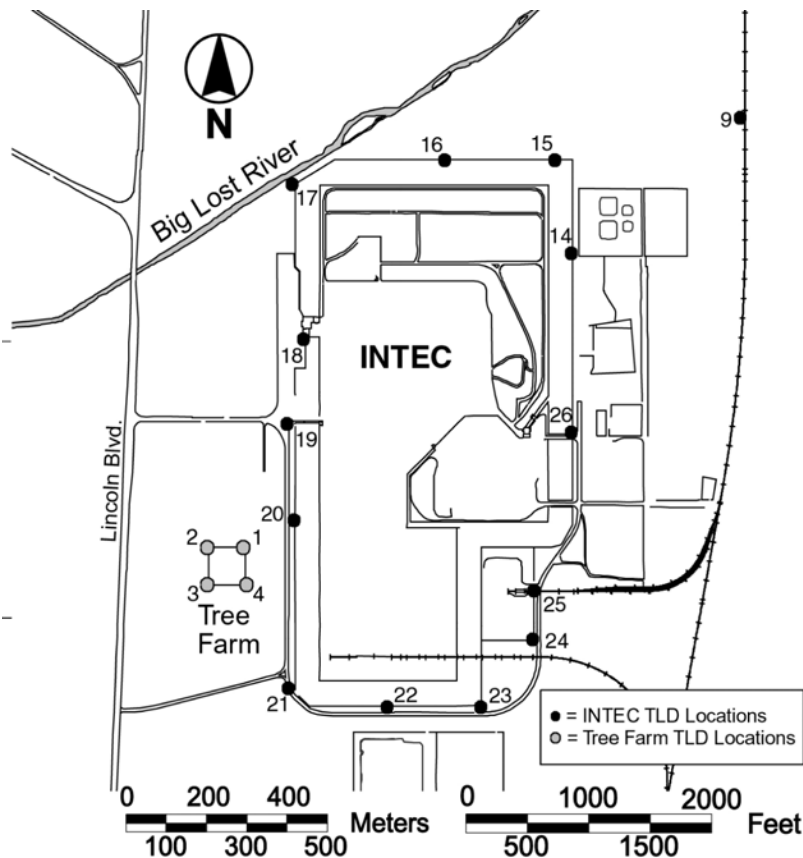 N
Big Lost River
9
16
15
17
14
18
INTEC
19
26
Lincoln Blvd.
20
2
1
3
4
Tree
Farm
25
24
21
22
23
● = INTEC TLD Locations
● = Tree Farm TLD Locations
0 200 400
Meters
100 300 500
0 1000 2000
Feet
500 1500